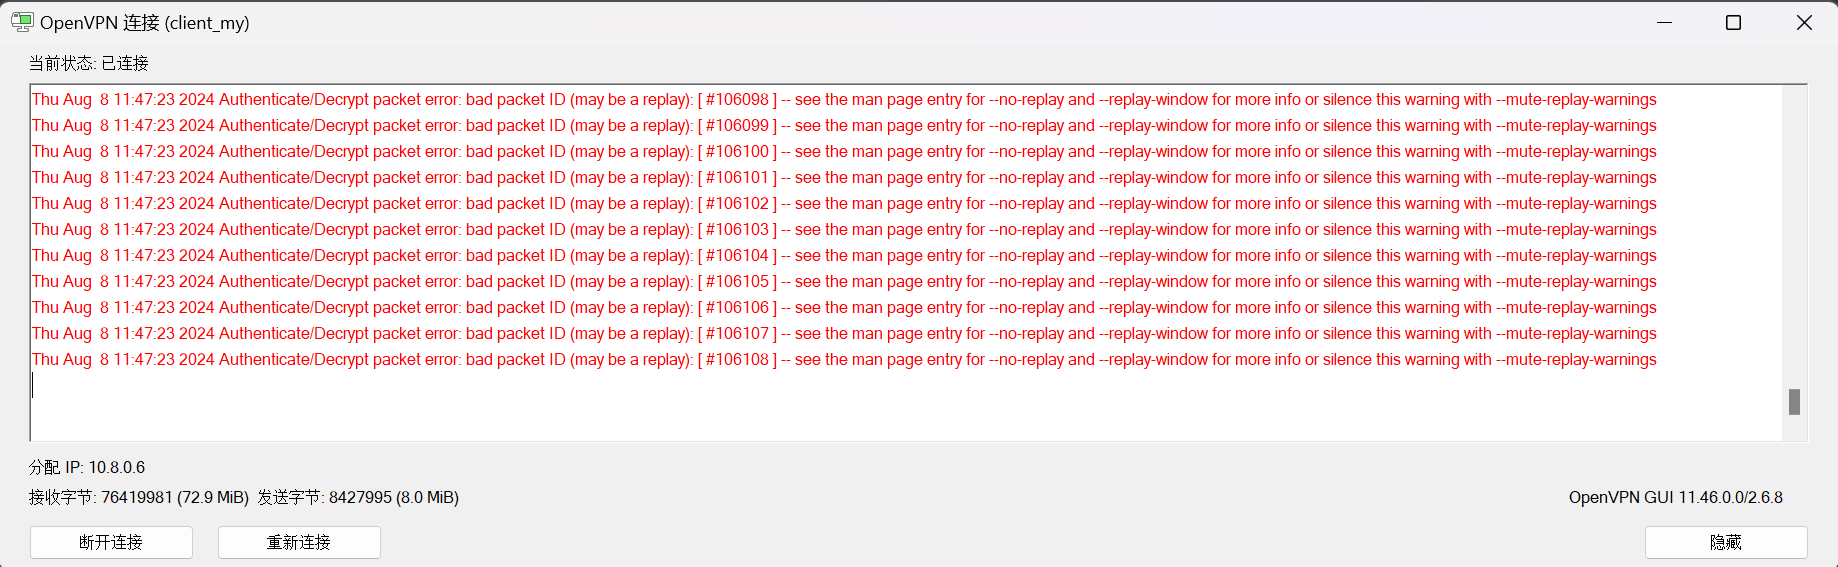 OpenVPN 连接 (client_my)
当前状态: 已连接
Thu Aug  8 11:47:23 2024 Authenticate/Decrypt packet error: bad packet ID (may be a replay): [ #106098 ] -- see the man page entry for --no-replay and --replay-window for more info or silence this warning with --mute-replay-warnings
Thu Aug  8 11:47:23 2024 Authenticate/Decrypt packet error: bad packet ID (may be a replay): [ #106099 ] -- see the man page entry for --no-replay and --replay-window for more info or silence this warning with --mute-replay-warnings
Thu Aug  8 11:47:23 2024 Authenticate/Decrypt packet error: bad packet ID (may be a replay): [ #106100 ] -- see the man page entry for --no-replay and --replay-window for more info or silence this warning with --mute-replay-warnings
Thu Aug  8 11:47:23 2024 Authenticate/Decrypt packet error: bad packet ID (may be a replay): [ #106101 ] -- see the man page entry for --no-replay and --replay-window for more info or silence this warning with --mute-replay-warnings
Thu Aug  8 11:47:23 2024 Authenticate/Decrypt packet error: bad packet ID (may be a replay): [ #106102 ] -- see the man page entry for --no-replay and --replay-window for more info or silence this warning with --mute-replay-warnings
Thu Aug  8 11:47:23 2024 Authenticate/Decrypt packet error: bad packet ID (may be a replay): [ #106103 ] -- see the man page entry for --no-replay and --replay-window for more info or silence this warning with --mute-replay-warnings
Thu Aug  8 11:47:23 2024 Authenticate/Decrypt packet error: bad packet ID (may be a replay): [ #106104 ] -- see the man page entry for --no-replay and --replay-window for more info or silence this warning with --mute-replay-warnings
Thu Aug  8 11:47:23 2024 Authenticate/Decrypt packet error: bad packet ID (may be a replay): [ #106105 ] -- see the man page entry for --no-replay and --replay-window for more info or silence this warning with --mute-replay-warnings
Thu Aug  8 11:47:23 2024 Authenticate/Decrypt packet error: bad packet ID (may be a replay): [ #106106 ] -- see the man page entry for --no-replay and --replay-window for more info or silence this warning with --mute-replay-warnings
Thu Aug  8 11:47:23 2024 Authenticate/Decrypt packet error: bad packet ID (may be a replay): [ #106107 ] -- see the man page entry for --no-replay and --replay-window for more info or silence this warning with --mute-replay-warnings
Thu Aug  8 11:47:23 2024 Authenticate/Decrypt packet error: bad packet ID (may be a replay): [ #106108 ] -- see the man page entry for --no-replay and --replay-window for more info or silence this warning with --mute-replay-warnings
分配 IP: 10.8.0.6
接收字节: 76419981 (72.9 MiB)  发送字节: 8427995 (8.0 MiB)
OpenVPN GUI 11.46.0.0/2.6.8
断开连接
重新连接
隐藏